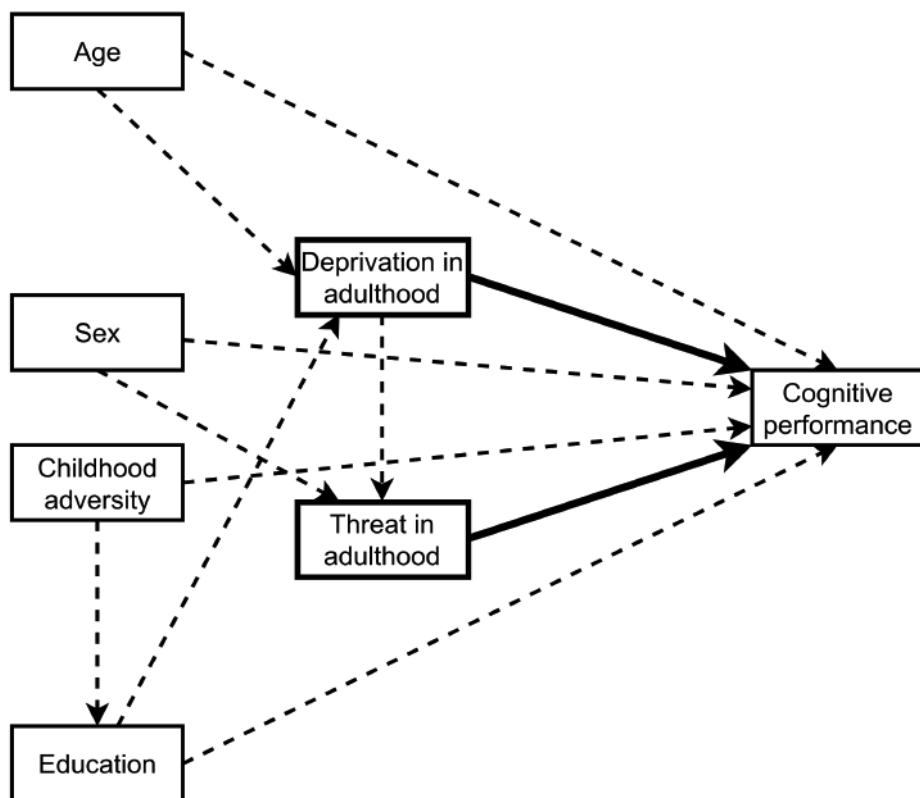 Age
Deprivation in
adulthood
Sex
Cognitive
performance
Childhood
adversity
Threat in
adulthood
Education